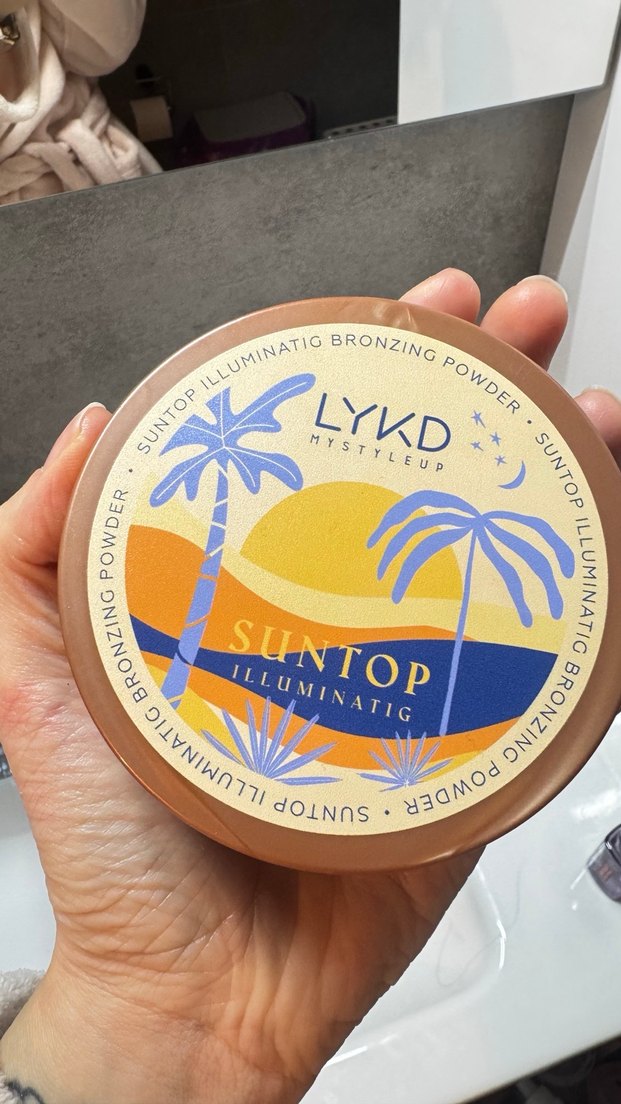 SUNTOP ILLUMINATIG BRONZING POWDER • SUNTOP ILLUMINATIG BRONZING POWDER • SUNTOP ILLUMINATIG BRONZING POWDER •
LYKD
MYSTYLEUP
SUNTOP
ILLUMINATIG